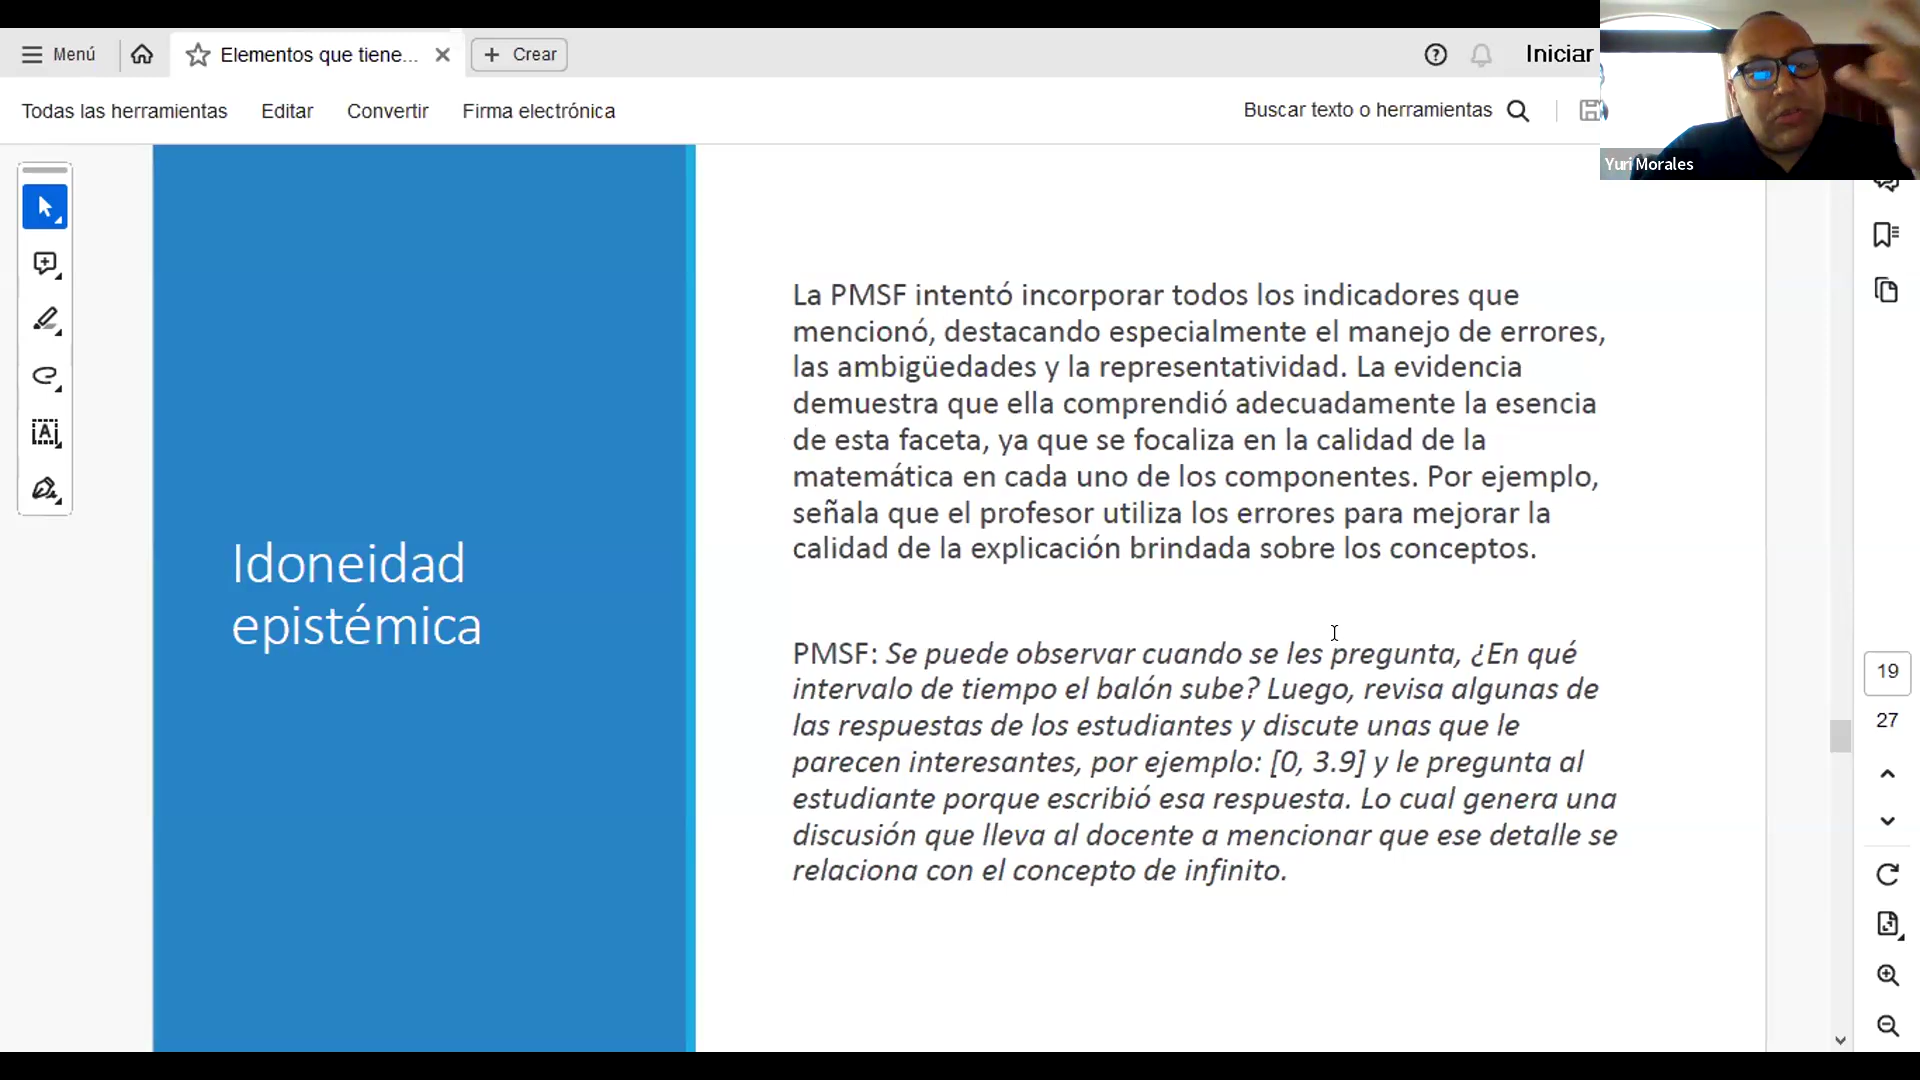 Menú
Elementos que tiene...
Crear
Iniciar
Todas las herramientas
Editar
Convertir
Firma electrónica
Buscar texto o herramientas
Yuri Morales
Idoneidad
epistémica
La PMSF intentó incorporar todos los indicadores que
mencionó, destacando especialmente el manejo de errores,
las ambigüedades y la representatividad. La evidencia
demuestra que ella comprendió adecuadamente la esencia
de esta faceta, ya que se focaliza en la calidad de la
matemática en cada uno de los componentes. Por ejemplo,
señala que el profesor utiliza los errores para mejorar la
calidad de la explicación brindada sobre los conceptos.
PMSF: Se puede observar cuando se les pregunta, ¿En qué
intervalo de tiempo el balón sube? Luego, revisa algunas de
las respuestas de los estudiantes y discute unas que le
parecen interesantes, por ejemplo: [0, 3.9] y le pregunta al
estudiante porque escribió esa respuesta. Lo cual genera una
discusión que lleva al docente a mencionar que ese detalle se
relaciona con el concepto de infinito.
19
27